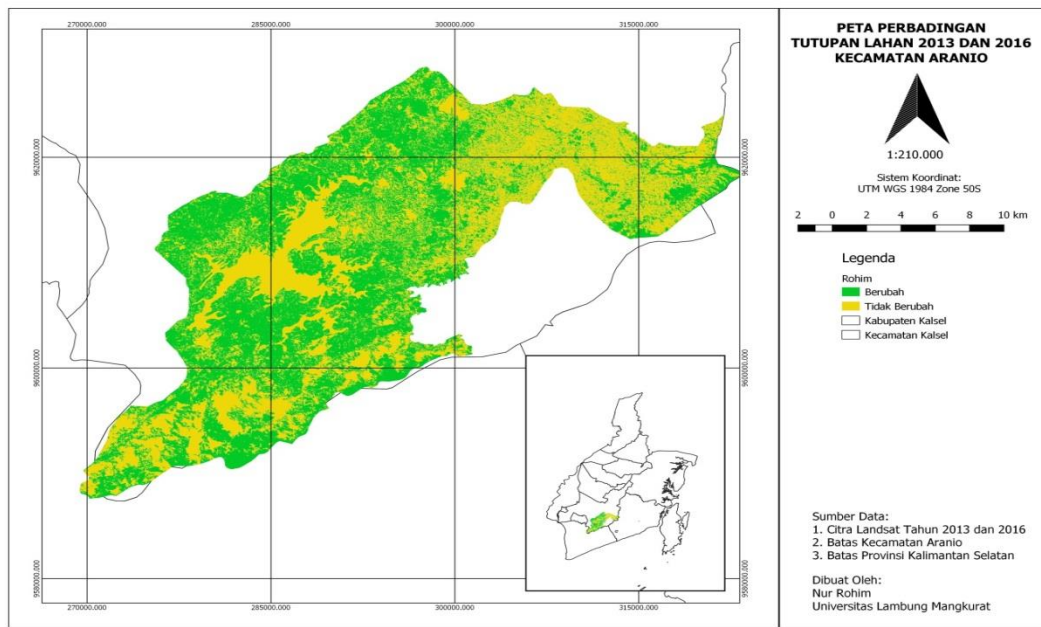 270000.000 285000.000 300000.000 315000.000
9620000.000 9620000.000
9600000.000 9600000.000
9580000.000 9580000.000
270000.000 285000.000 300000.000 315000.000
PETA PERBADINGAN
TUTUPAN LAHAN 2013 DAN 2016
KECAMATAN ARANIO
1:210.000
Sistem Koordinat:
UTM WGS 1984 Zone 50S
2 0 2 4 6 8 10 km
Legenda
Rohim
Berubah
Tidak Berubah
Kabupaten Kalsel
Kecamatan Kalsel
Sumber Data:
1. Citra Landsat Tahun 2013 dan 2016
2. Batas Kecamatan Aranio
3. Batas Provinsi Kalimantan Selatan
Dibuat Oleh:
Nur Rohim
Universitas Lambung Mangkurat